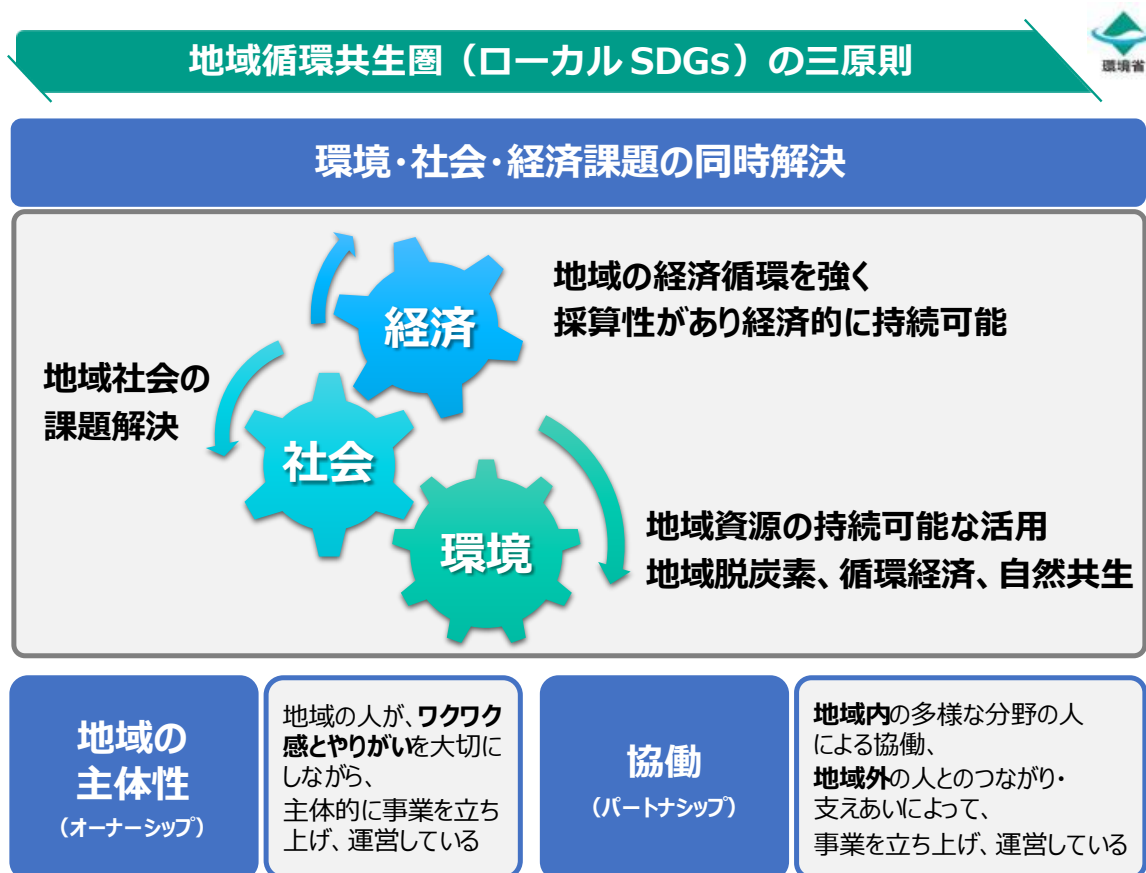 地域循環共生圏（ローカルSDGs）の三原則
環境省
環境・社会・経済課題の同時解決
経済
地域の経済循環を強く
採算性があり経済的に持続可能
地域社会の
課題解決
社会
環境
地域資源の持続可能な活用
地域脱炭素、循環経済、自然共生
地域の
主体性
（オーナーシップ）
地域の人が、ワクワク
感とやりがいを大切に
しながら、
主体的に事業を立ち
上げ、運営している
協働
（パートナシップ）
地域内の多様な分野の人
による協働、
地域外の人とのつながり・
支えあいによって、
事業を立ち上げ、運営している